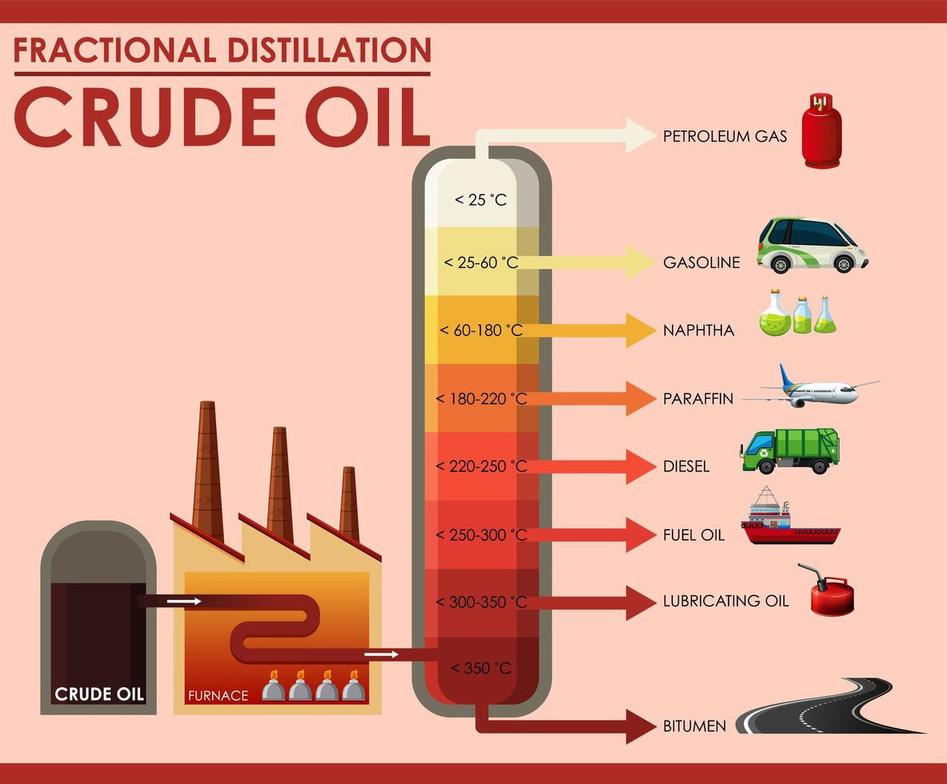 FRACTIONAL DISTILLATION
CRUDE OIL
PETROLEUM GAS
< 25 °C
< 25-60 °C
GASOLINE
< 60-180 °C
NAPHTHA
< 180-220 °C
PARAFFIN
< 220-250 °C
DIESEL
< 250-300 °C
FUEL OIL
< 300-350 °C
LUBRICATING OIL
< 350 °C
CRUDE OIL
FURNACE
BITUMEN